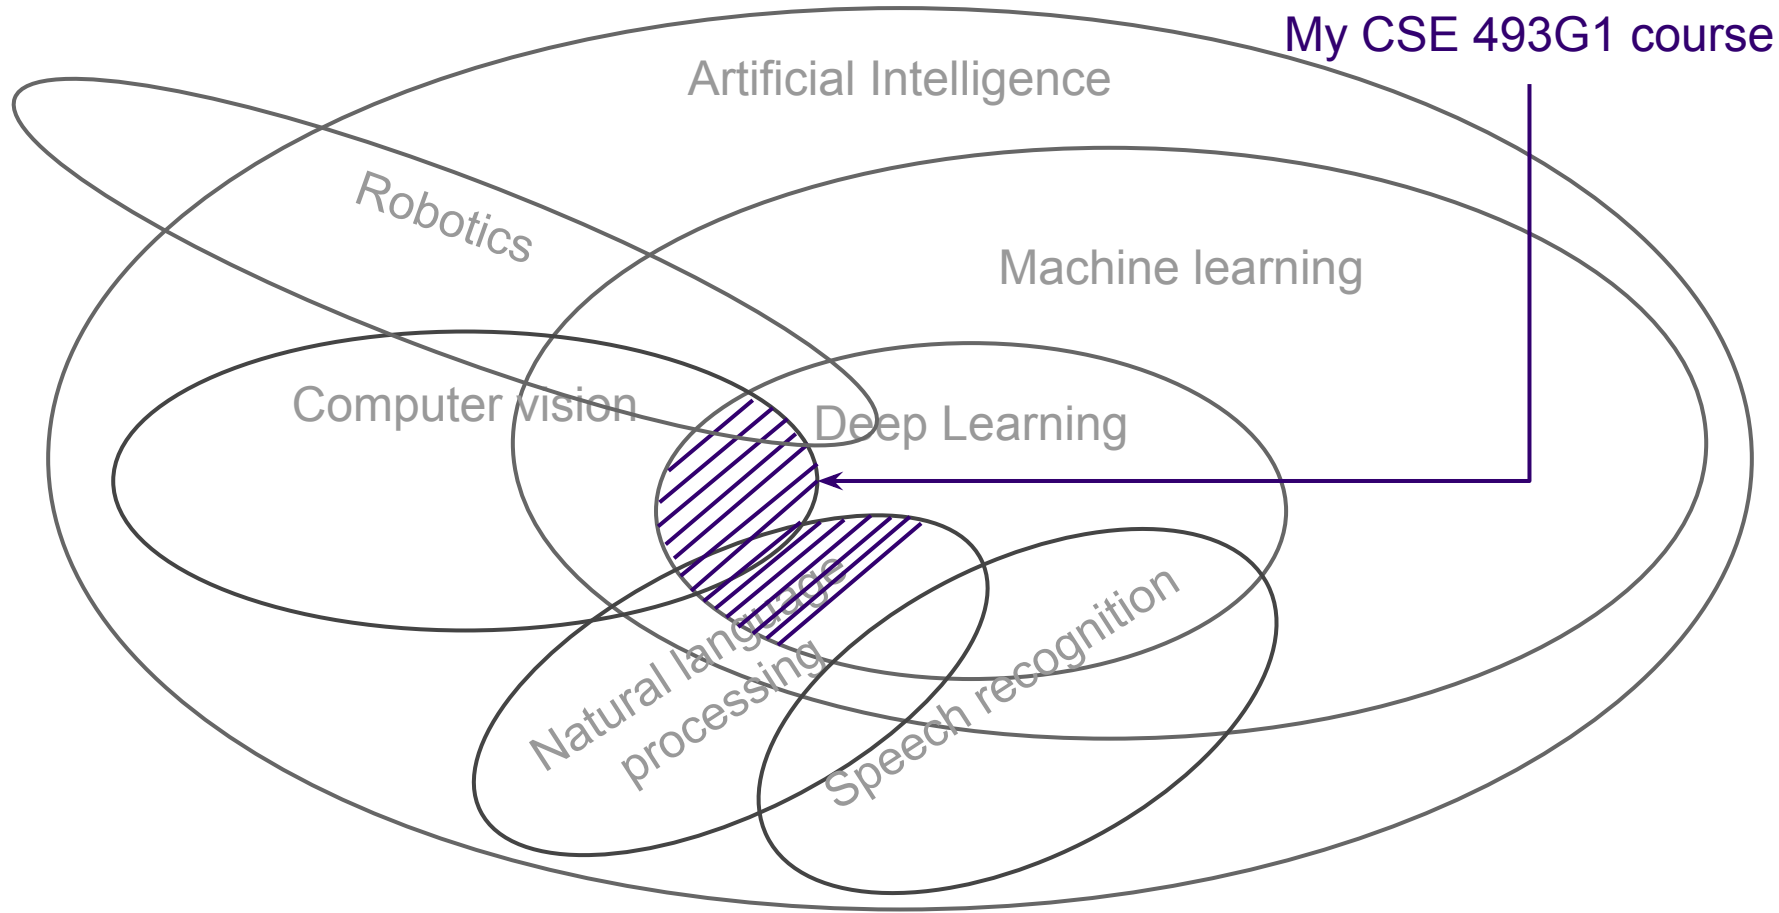 My CSE 493G1 course
Artificial Intelligence
Robotics
Machine learning
Computer vision
Deep Learning
Natural language
processing
Speech recognition